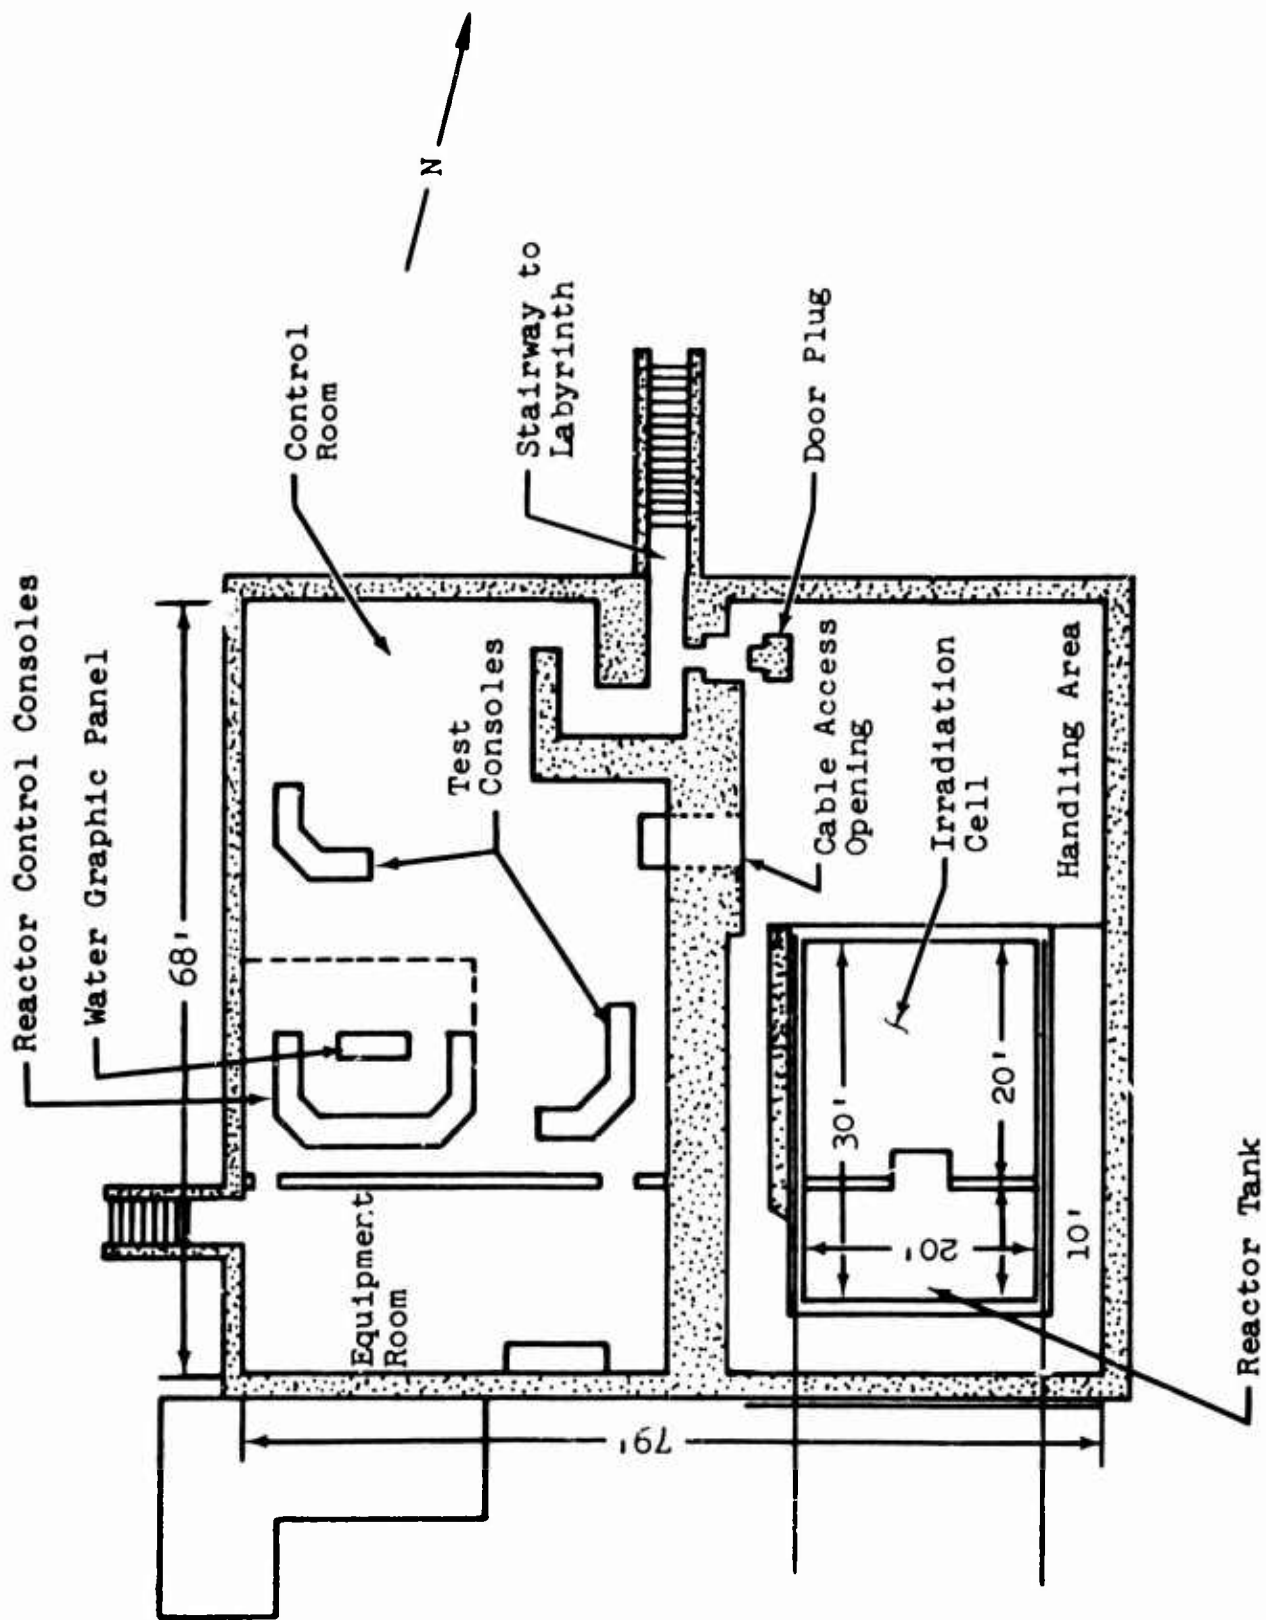 Reactor Control Consoles
Water Graphic Panel
68'
Control
Room
N
Test
Consoles
Stairway to
Labyrinth
Door Plug
Equipment
Room
Cable Access
Opening
Irradiation
Cell
Handling Area
30'
20'
20'
10'
79'
Reactor Tank